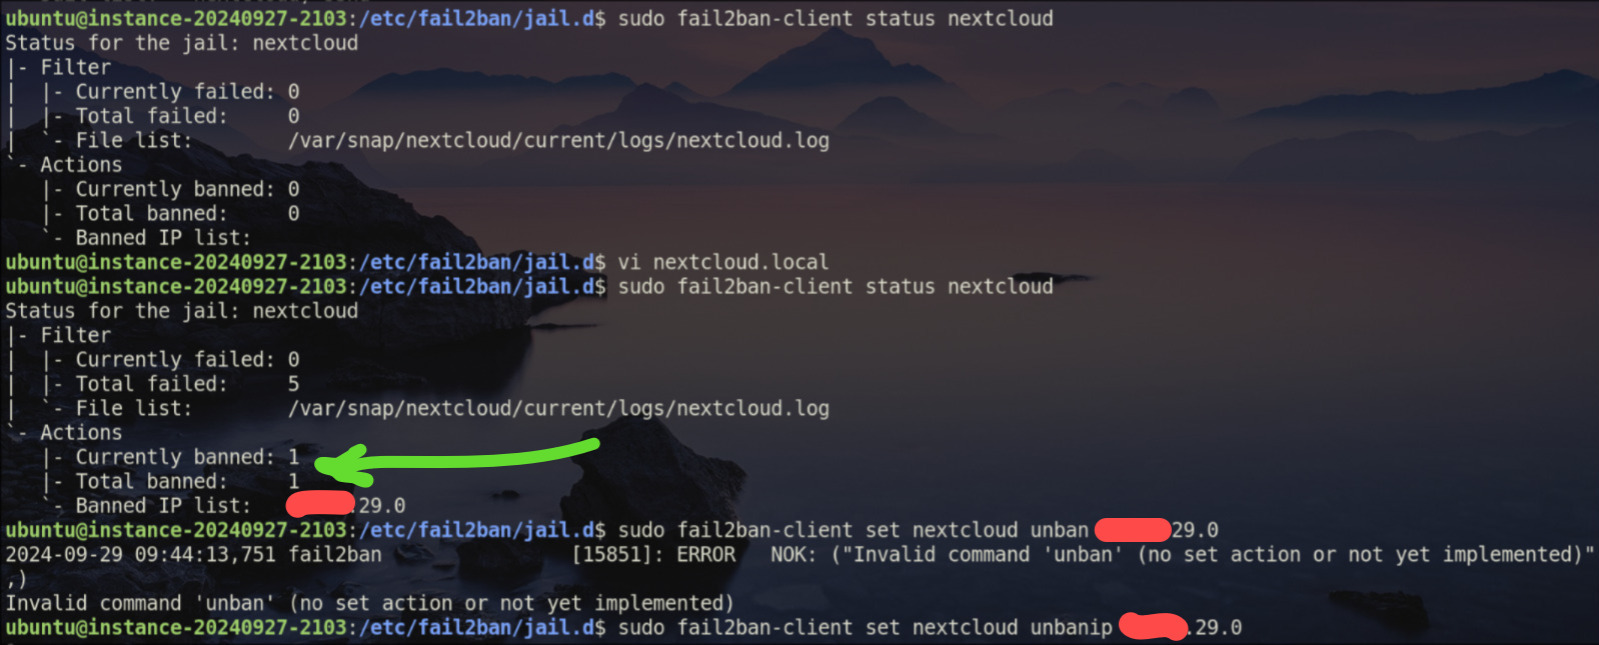 ubuntu@instance-20240927-2103:/etc/fail2ban/jail.d$ sudo fail2ban-client status nextcloud
Status for the jail: nextcloud
|- Filter
|  |- Currently failed: 0
|  |- Total failed:     0
|  `- File list:        /var/snap/nextcloud/current/logs/nextcloud.log
`- Actions
   |- Currently banned: 0
   |- Total banned:     0
   `- Banned IP list:
ubuntu@instance-20240927-2103:/etc/fail2ban/jail.d$ vi nextcloud.local
ubuntu@instance-20240927-2103:/etc/fail2ban/jail.d$ sudo fail2ban-client status nextcloud
Status for the jail: nextcloud
|- Filter
|  |- Currently failed: 0
|  |- Total failed:     5
|  `- File list:        /var/snap/nextcloud/current/logs/nextcloud.log
`- Actions
   |- Currently banned: 1
   |- Total banned:     1
   `- Banned IP list:   .29.0
ubuntu@instance-20240927-2103:/etc/fail2ban/jail.d$ sudo fail2ban-client set nextcloud unban 29.0
2024-09-29 09:44:13,751 fail2ban                [15851]: ERROR   NOK: ("Invalid command 'unban' (no set action or not yet implemented)"
,)
Invalid command 'unban' (no set action or not yet implemented)
ubuntu@instance-20240927-2103:/etc/fail2ban/jail.d$ sudo fail2ban-client set nextcloud unbanip .29.0